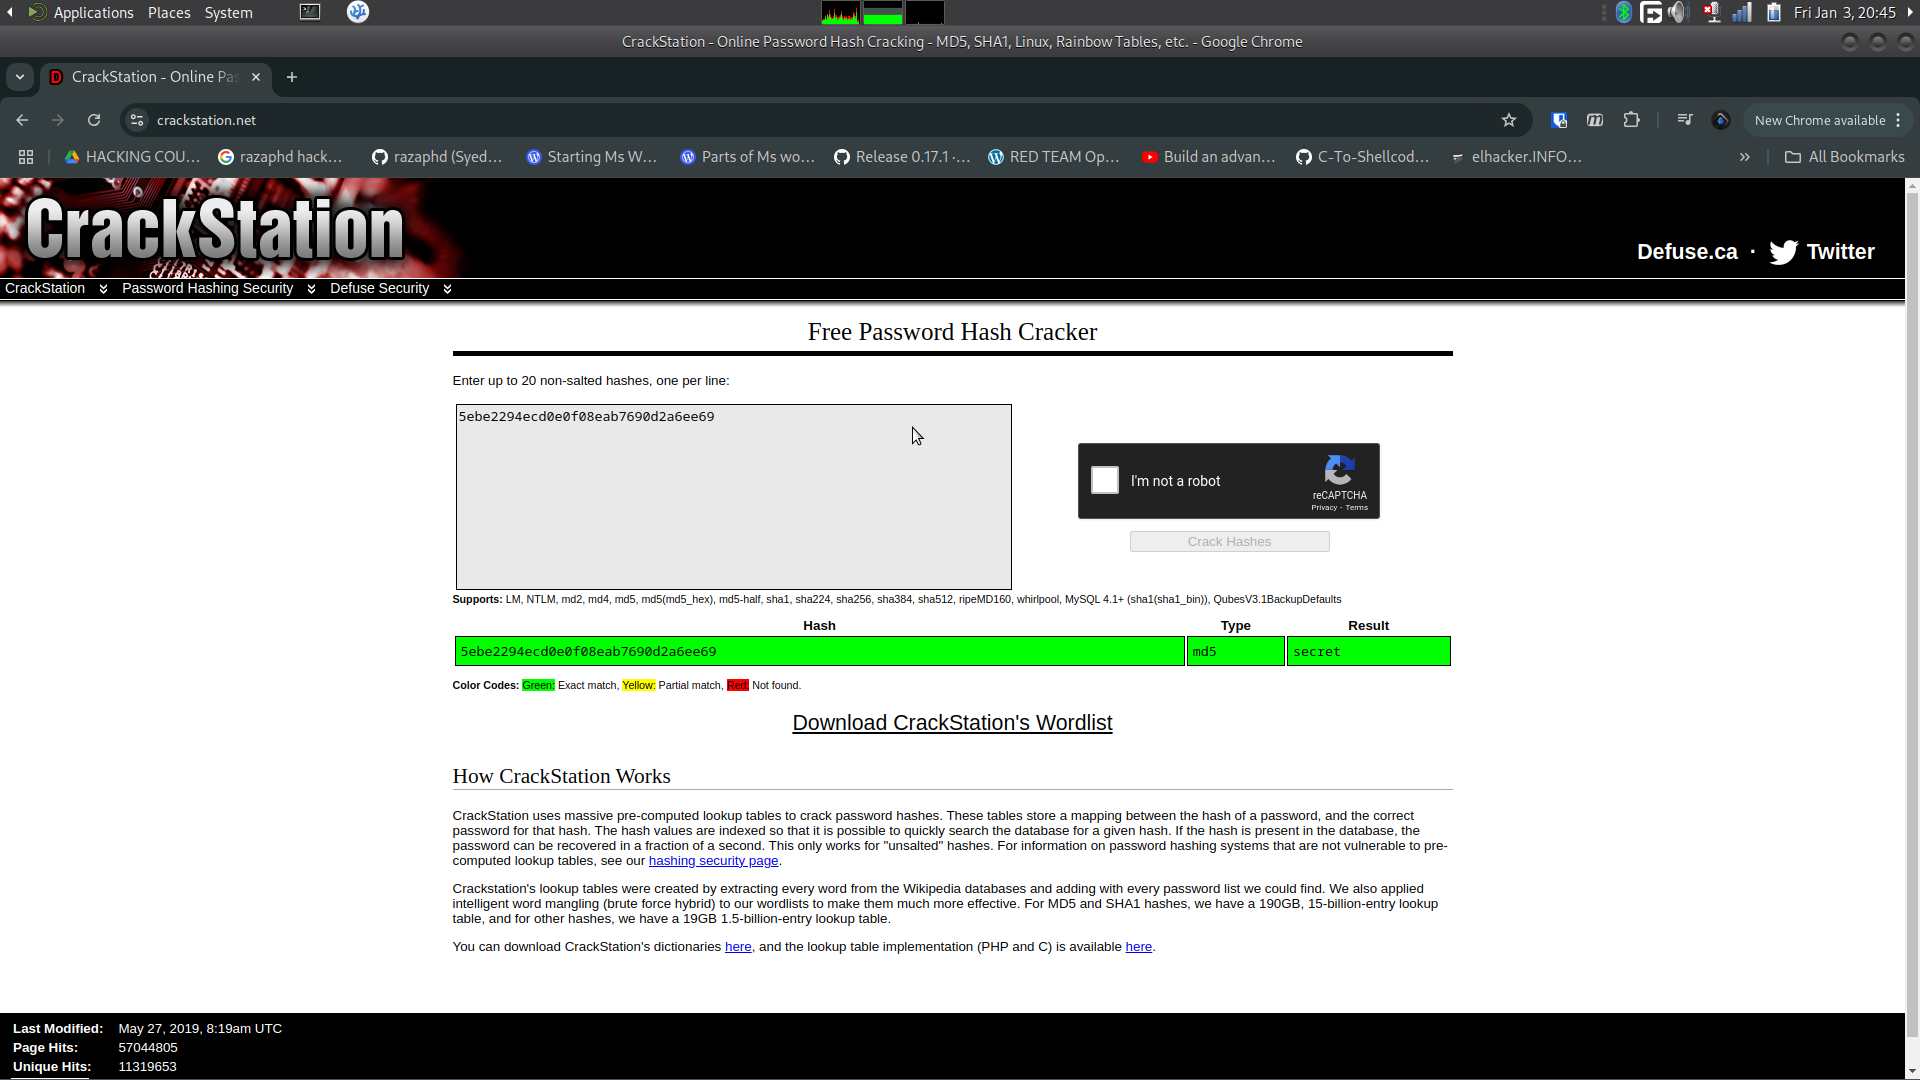 Applications Places System Fri Jan 3, 20:45
CrackStation - Online Password Hash Cracking - MD5, SHA1, Linux, Rainbow Tables, etc. - Google Chrome
CrackStation - Online Pas
crackstation.net New Chrome available
HACKING COU... razaphd hack... razaphd (Syed... Starting Ms W... Parts of Ms wo... Release 0.17.1 ·... RED TEAM Op... Build an advan... C-To-Shellcod... elhacker.INFO... All Bookmarks
CrackStation
Defuse.ca · Twitter
CrackStation Password Hashing Security Defuse Security
Free Password Hash Cracker
Enter up to 20 non-salted hashes, one per line:
5ebe2294ecd0e0f08eab7690d2a6ee69
I'm not a robot
reCAPTCHA
Privacy - Terms
Crack Hashes
Supports: LM, NTLM, md2, md4, md5, md5(md5_hex), md5-half, sha1, sha224, sha256, sha384, sha512, ripeMD160, whirlpool, MySQL 4.1+ (sha1(sha1_bin)), QubesV3.1BackupDefaults
Hash Type Result
5ebe2294ecd0e0f08eab7690d2a6ee69 md5 secret
Color Codes: Green: Exact match, Yellow: Partial match, Red: Not found.
Download CrackStation's Wordlist
How CrackStation Works
CrackStation uses massive pre-computed lookup tables to crack password hashes. These tables store a mapping between the hash of a password, and the correct
password for that hash. The hash values are indexed so that it is possible to quickly search the database for a given hash. If the hash is present in the database, the
password can be recovered in a fraction of a second. This only works for "unsalted" hashes. For information on password hashing systems that are not vulnerable to pre-
computed lookup tables, see our hashing security page.
Crackstation's lookup tables were created by extracting every word from the Wikipedia databases and adding with every password list we could find. We also applied
intelligent word mangling (brute force hybrid) to our wordlists to make them much more effective. For MD5 and SHA1 hashes, we have a 190GB, 15-billion-entry lookup
table, and for other hashes, we have a 19GB 1.5-billion-entry lookup table.
You can download CrackStation's dictionaries here, and the lookup table implementation (PHP and C) is available here.
Last Modified: May 27, 2019, 8:19am UTC
Page Hits: 57044805
Unique Hits: 11319653